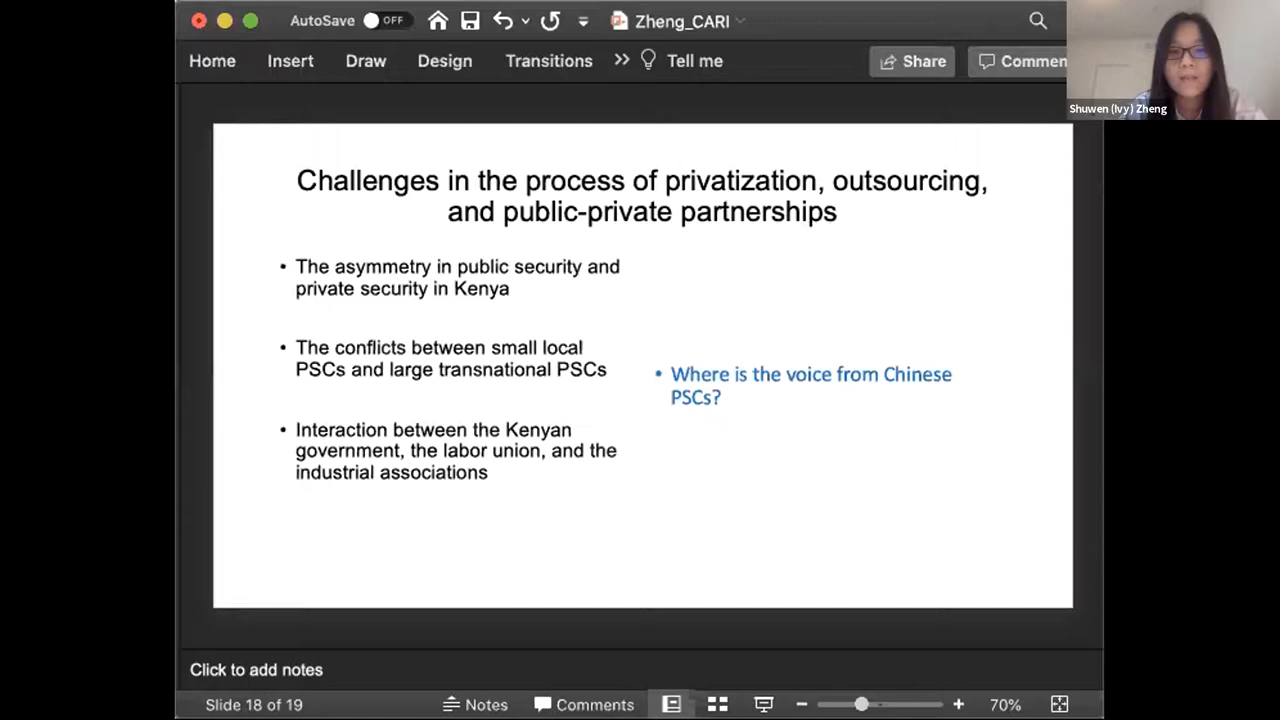 AutoSave OFF Zheng_CARI
Home Insert Draw Design Transitions >> Tell me Share Commen
Shuwen (Ivy) Zheng
Challenges in the process of privatization, outsourcing,
and public-private partnerships
• The asymmetry in public security and
private security in Kenya
• The conflicts between small local
PSCs and large transnational PSCs
• Interaction between the Kenyan
government, the labor union, and the
industrial associations
• Where is the voice from Chinese
PSCs?
Click to add notes
Slide 18 of 19 Notes Comments 70%